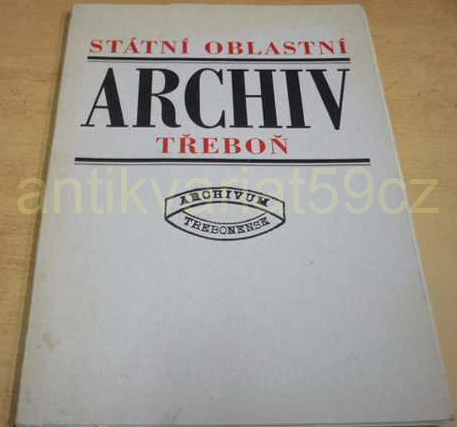 STÁTNÍ OBLASTNÍ
ARCHIV
TŘEBOŇ
antikvariat59cz
ARCHIVUM
TREBONENSE